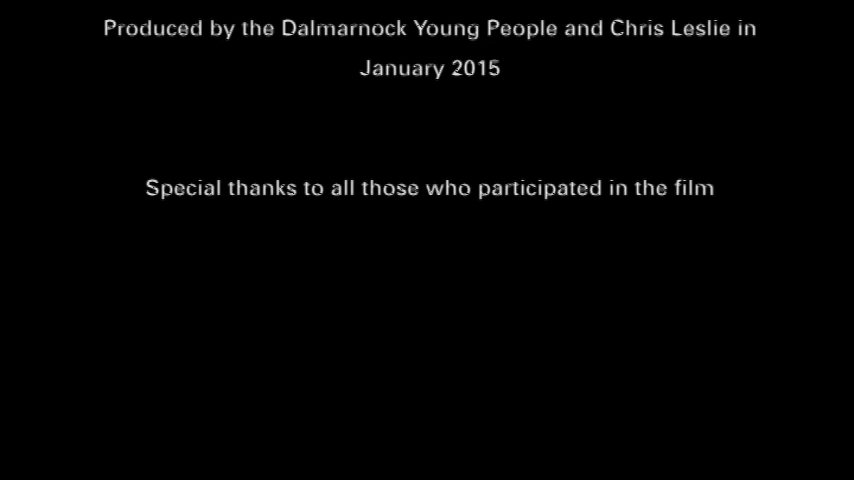 Produced by the Dalmarnock Young People and Chris Leslie in
January 2015
Special thanks to all those who participated in the film